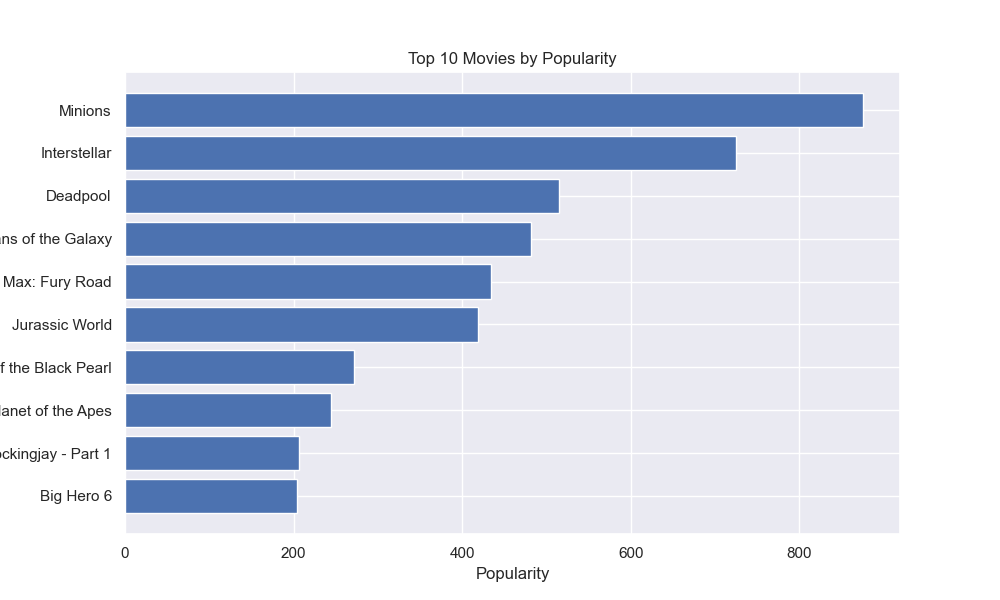 Top 10 Movies by Popularity
Minions
Interstellar
Deadpool
ans of the Galaxy
Max: Fury Road
Jurassic World
f the Black Pearl
lanet of the Apes
ockingjay - Part 1
Big Hero 6
0 200 400 600 800
Popularity